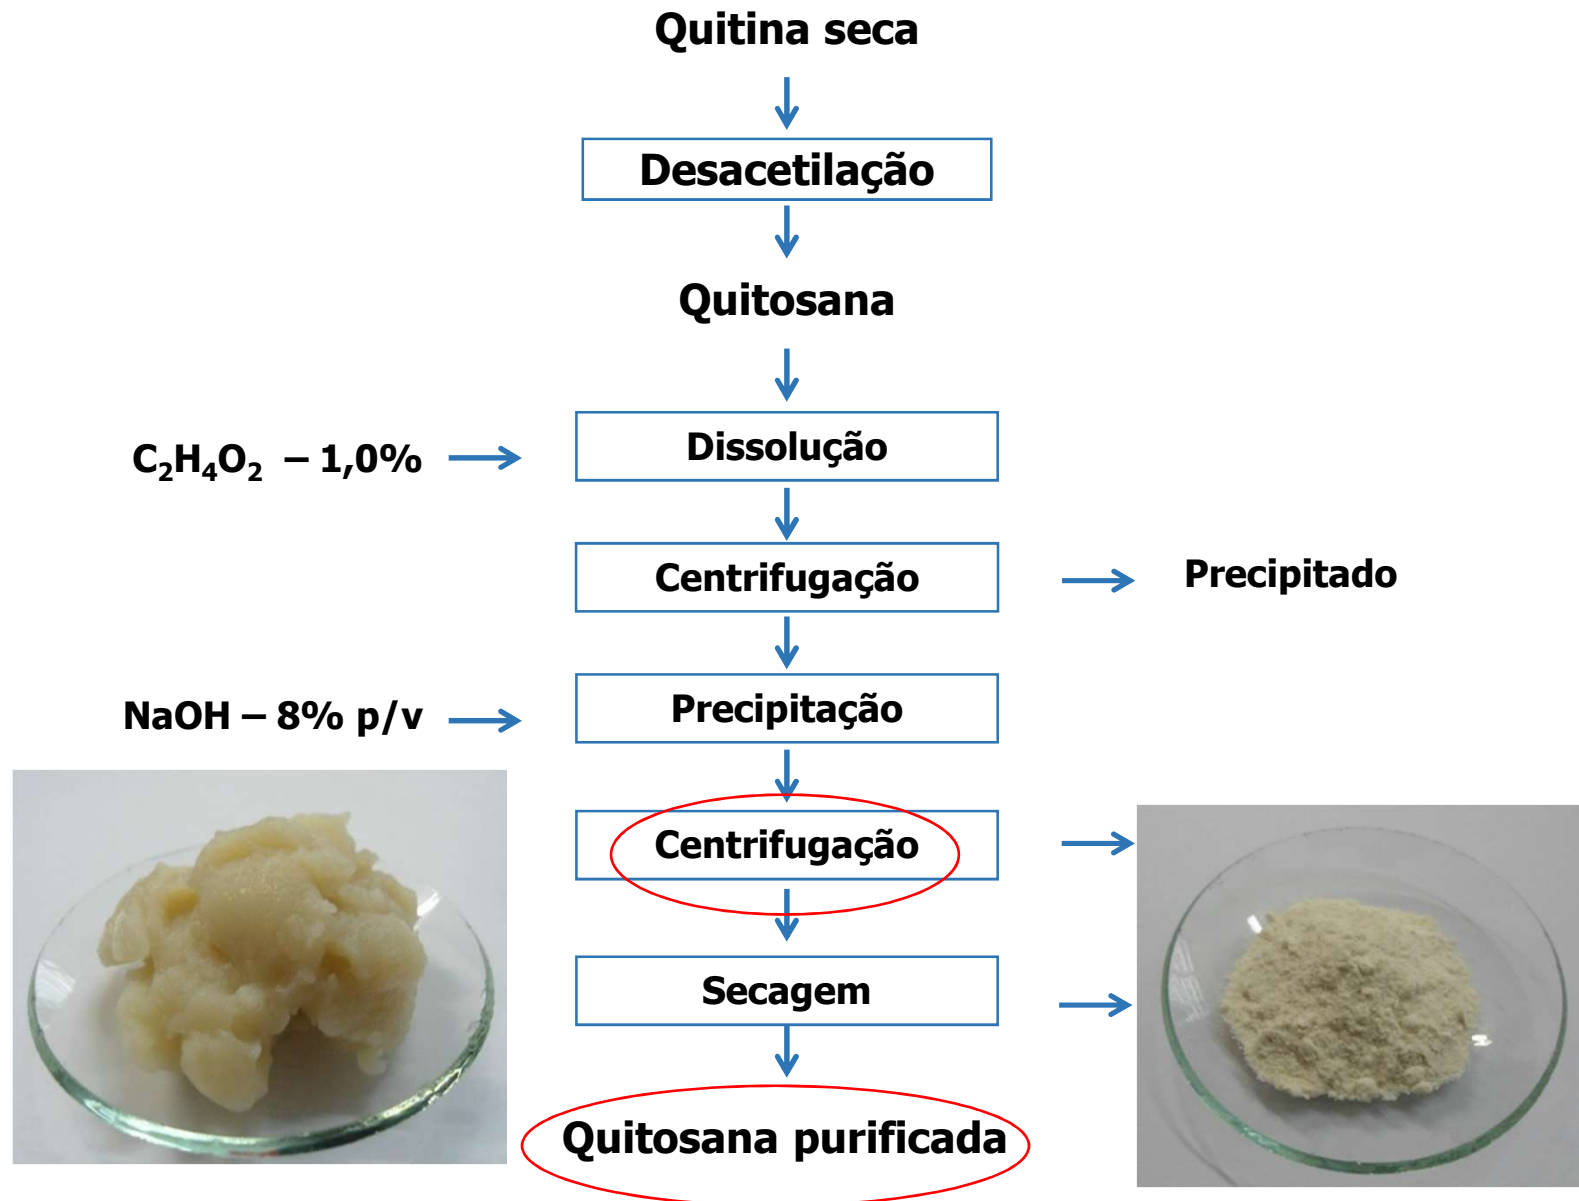 Quitina seca
Desacetilação
Quitosana
C₂H₄O₂ – 1,0%
Dissolução
Centrifugação
Precipitado
NaOH – 8% p/v
Precipitação
Centrifugação
Secagem
Quitosana purificada